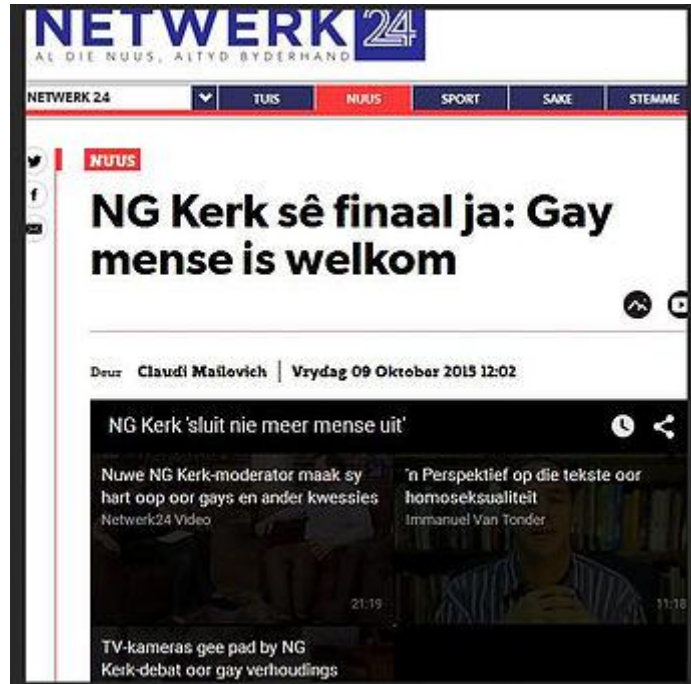 NETWERK24
AL DIE NUUS, ALTYD BYDERHAND
NETWERK 24 TUIS NUUS SPORT SAKE STEMME
NUUS
NG Kerk sê finaal ja: Gay
mense is welkom
Deur Claudi Mailovich | Vrydag 09 Oktober 2015 12:02
NG Kerk 'sluit nie meer mense uit'
Nuwe NG Kerk-moderator maak sy
hart oop oor gays en ander kwessies
Netwerk24 Video
21:19
'n Perspektief op die tekste oor
homoseksualiteit
Immanuel Van Tonder
11:18
TV-kameras gee pad by NG
Kerk-debat oor gay verhoudings